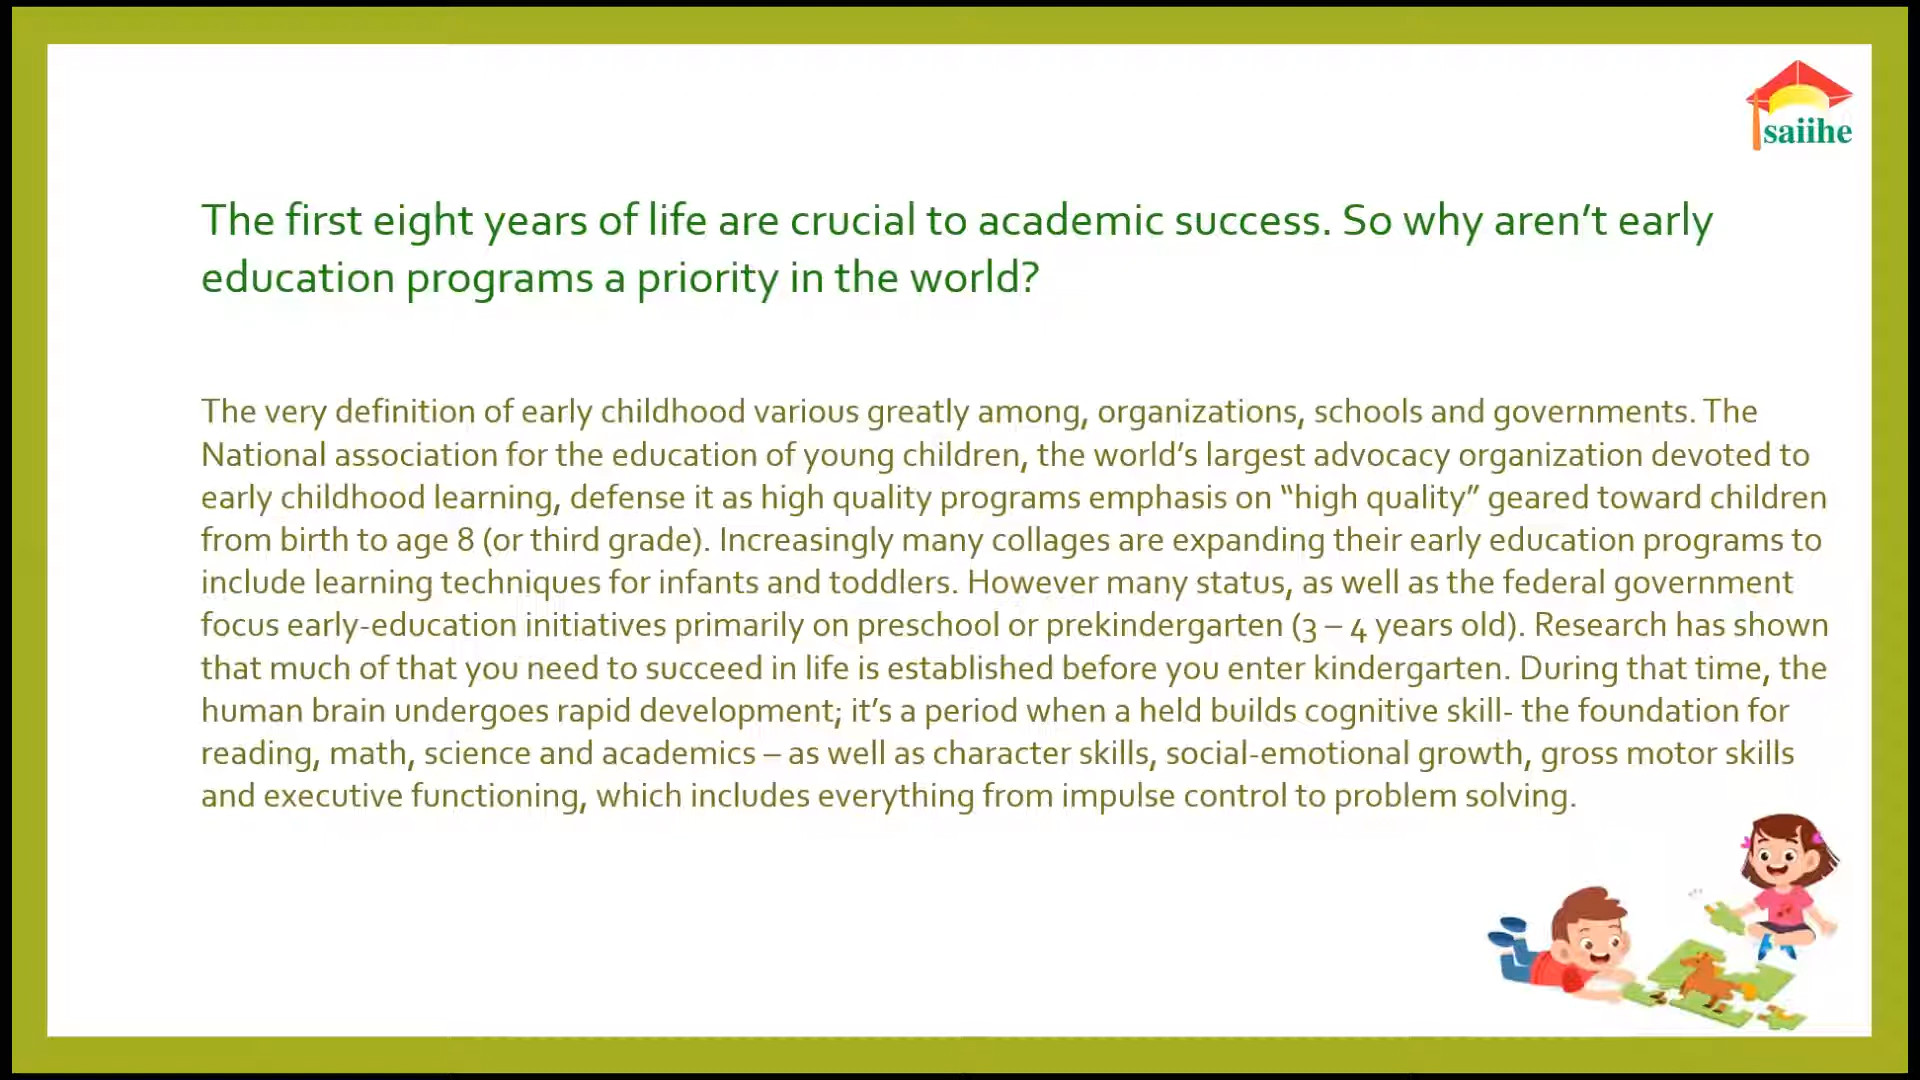 saiihe
The first eight years of life are crucial to academic success. So why aren’t early
education programs a priority in the world?
The very definition of early childhood various greatly among, organizations, schools and governments. The
National association for the education of young children, the world’s largest advocacy organization devoted to
early childhood learning, defense it as high quality programs emphasis on “high quality” geared toward children
from birth to age 8 (or third grade). Increasingly many collages are expanding their early education programs to
include learning techniques for infants and toddlers. However many status, as well as the federal government
focus early-education initiatives primarily on preschool or prekindergarten (3 – 4 years old). Research has shown
that much of that you need to succeed in life is established before you enter kindergarten. During that time, the
human brain undergoes rapid development; it’s a period when a held builds cognitive skill- the foundation for
reading, math, science and academics – as well as character skills, social-emotional growth, gross motor skills
and executive functioning, which includes everything from impulse control to problem solving.